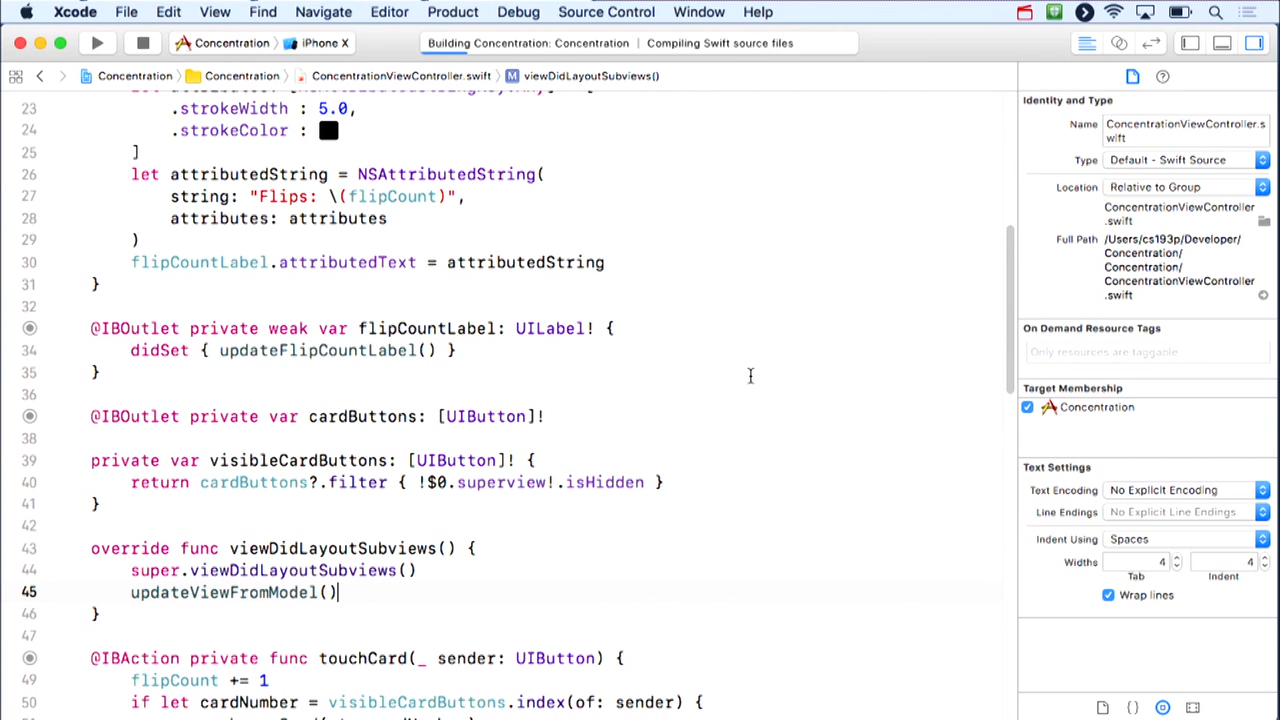 Xcode File Edit View Find Navigate Editor Product Debug Source Control Window Help
Concentration iPhone X Building Concentration: Concentration | Compiling Swift source files
Concentration Concentration ConcentrationViewController.swift M viewDidLayoutSubviews()
23 .strokeWidth : 5.0,
24 .strokeColor :
25 ]
26 let attributedString = NSAttributedString(
27 string: "Flips: \(flipCount)",
28 attributes: attributes
29 )
30 flipCountLabel.attributedText = attributedString
31 }
32
@IBOutlet private weak var flipCountLabel: UILabel! {
34 didSet { updateFlipCountLabel() }
35 }
36
@IBOutlet private var cardButtons: [UIButton]!
38
39 private var visibleCardButtons: [UIButton]! {
40 return cardButtons?.filter { !$0.superview!.isHidden }
41 }
42
43 override func viewDidLayoutSubviews() {
44 super.viewDidLayoutSubviews()
45 updateViewFromModel()
46 }
47
@IBAction private func touchCard(_ sender: UIButton) {
49 flipCount += 1
50 if let cardNumber = visibleCardButtons.index(of: sender) {
Identity and Type
Name ConcentrationViewController.s
wift
Type Default - Swift Source
Location Relative to Group
ConcentrationViewController
.swift
Full Path /Users/cs193p/Developer/
Concentration/
Concentration/
ConcentrationViewController
.swift
On Demand Resource Tags
Only resources are taggable
Target Membership
Concentration
Text Settings
Text Encoding No Explicit Encoding
Line Endings No Explicit Line Endings
Indent Using Spaces
Widths 4 4
Tab Indent
Wrap lines